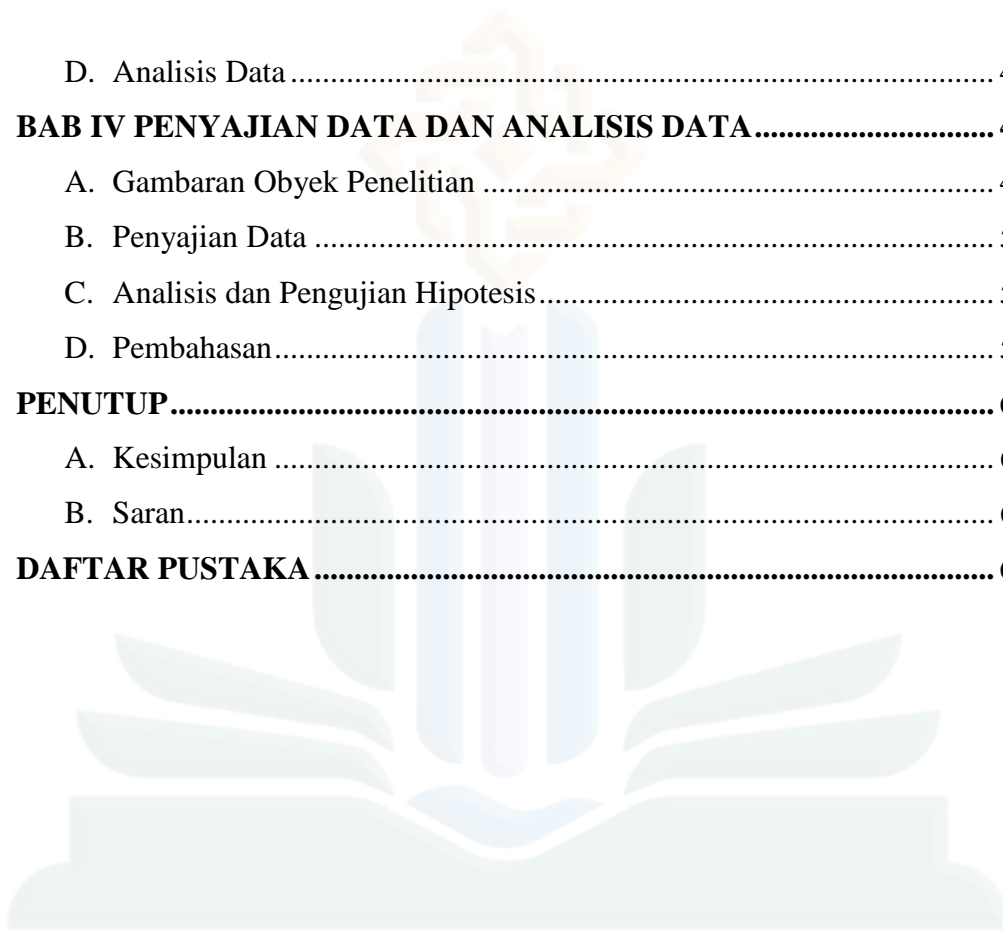 D. Analisis Data ..........................................................................................
BAB IV PENYAJIAN DATA DAN ANALISIS DATA ..............................
A. Gambaran Obyek Penelitian ..................................................................
B. Penyajian Data ........................................................................................
C. Analisis dan Pengujian Hipotesis ...........................................................
D. Pembahasan .............................................................................................
PENUTUP ......................................................................................................
A. Kesimpulan .............................................................................................
B. Saran ........................................................................................................
DAFTAR PUSTAKA .....................................................................................